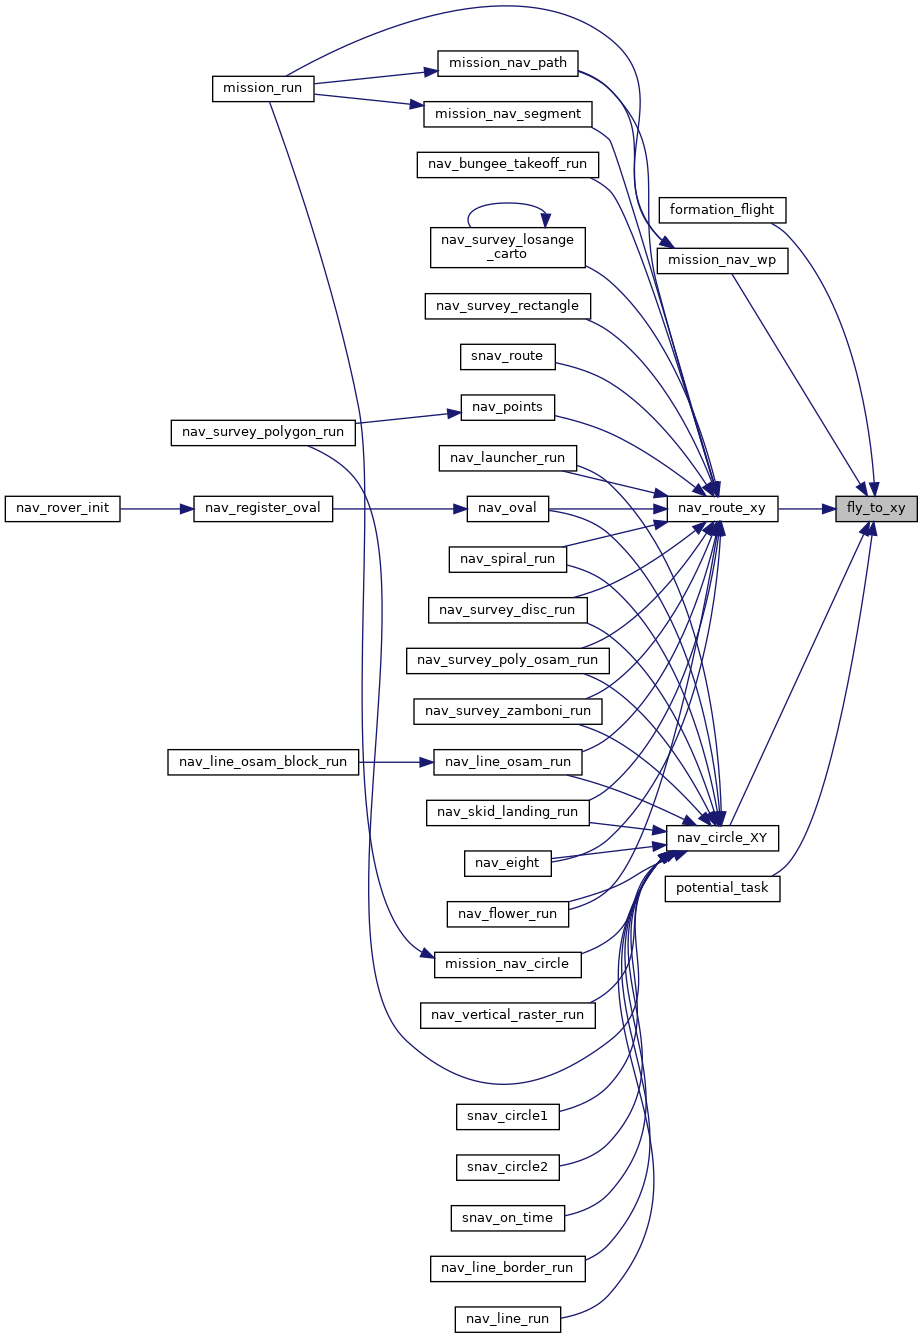 mission_run
mission_nav_path
mission_nav_segment
nav_bungee_takeoff_run
formation_flight
nav_survey_losange
_carto
mission_nav_wp
nav_survey_rectangle
snav_route
nav_points
nav_survey_polygon_run
nav_launcher_run
nav_rover_init
nav_register_oval
nav_oval
nav_route_xy
fly_to_xy
nav_spiral_run
nav_survey_disc_run
nav_survey_poly_osam_run
nav_survey_zamboni_run
nav_line_osam_block_run
nav_line_osam_run
nav_skid_landing_run
nav_circle_XY
nav_eight
potential_task
nav_flower_run
mission_nav_circle
nav_vertical_raster_run
snav_circle1
snav_circle2
snav_on_time
nav_line_border_run
nav_line_run